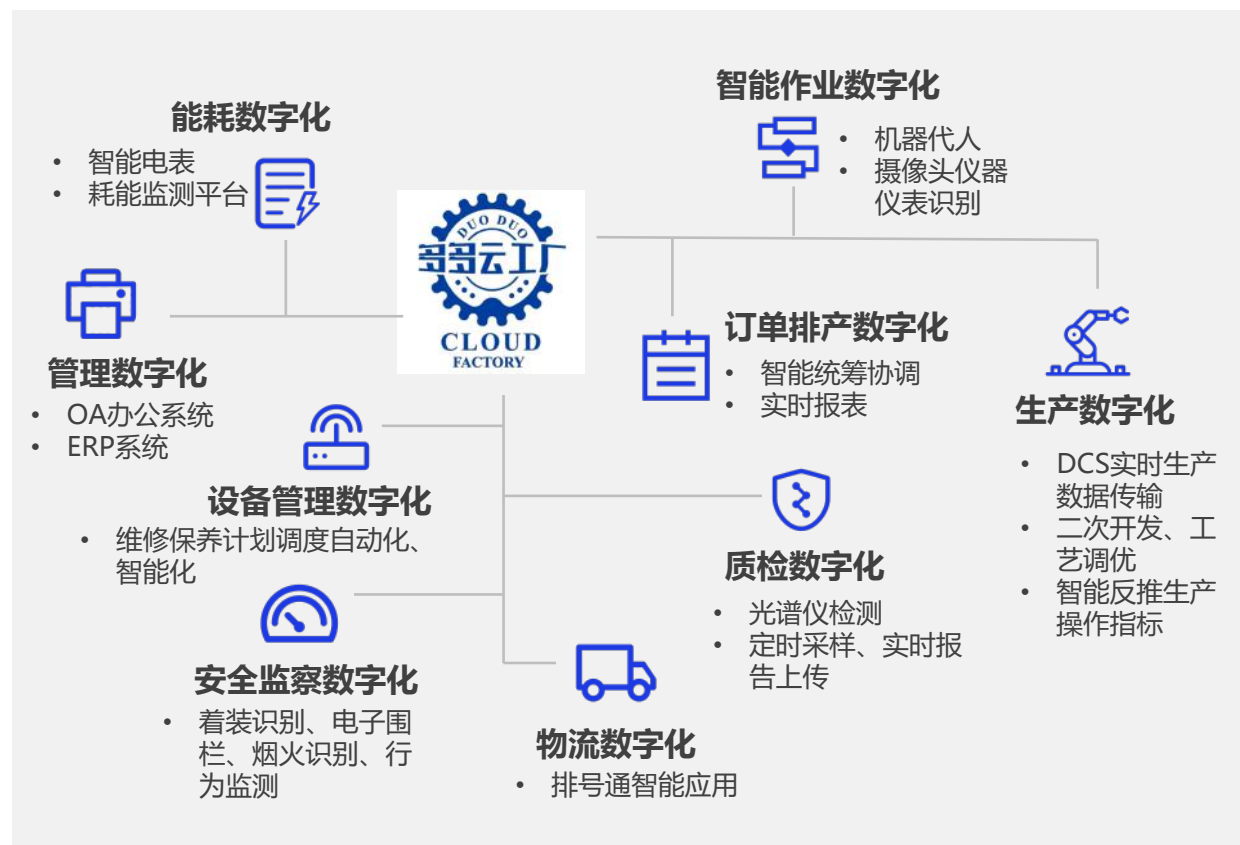 能耗数字化
• 智能电表
• 耗能监测平台
智能作业数字化
• 机器代人
• 摄像头仪器
仪表识别
DUO DUO
多多云工厂
CLOUD
FACTORY
管理数字化
• OA办公系统
• ERP系统
订单排产数字化
• 智能统筹协调
• 实时报表
生产数字化
• DCS实时生产
数据传输
• 二次开发、工
艺调优
• 智能反推生产
操作指标
设备管理数字化
• 维修保养计划调度自动化、
智能化
质检数字化
• 光谱仪检测
• 定时采样、实时报
告上传
安全监察数字化
• 着装识别、电子围
栏、烟火识别、行
为监测
物流数字化
• 排号通智能应用